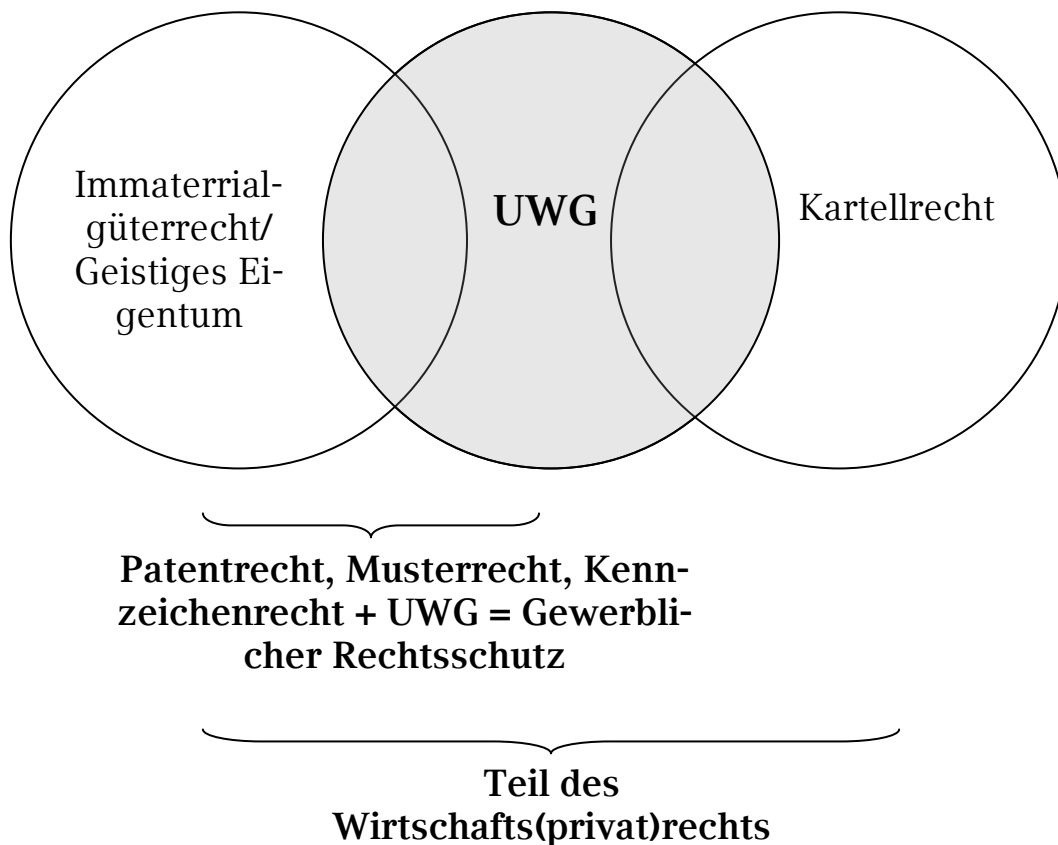 Immaterrial-
güterrecht/
Geistiges Ei-
gentum
UWG
Kartellrecht
Patentrecht, Musterrecht, Kenn-
zeichenrecht + UWG = Gewerbli-
cher Rechtsschutz
Teil des
Wirtschafts(privat)rechts